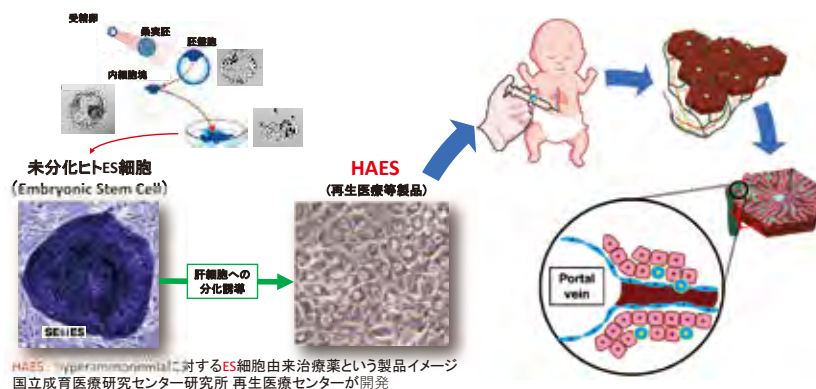 受精卵
桑実胚
胚盤胞
内細胞塊
未分化ヒトES細胞
(Embryonic Stem Cell)
HAES
(再生医療等製品)
肝細胞への
分化誘導
Portal
vein
HAES : hyperammonemiaに対するES細胞由来治療薬という製品イメージ
国立成育医療研究センター研究所 再生医療センターが開発